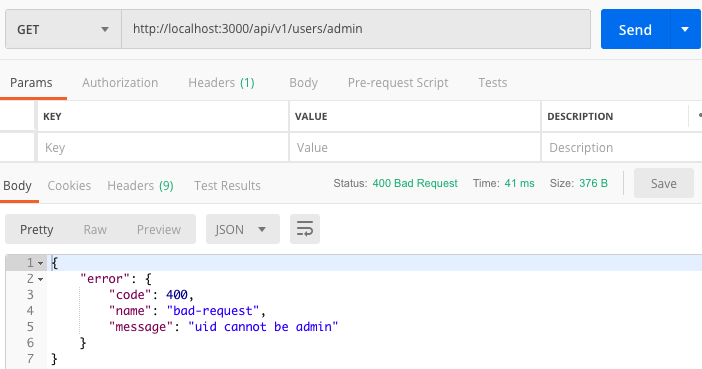 GET http://localhost:3000/api/v1/users/admin Send
Params Authorization Headers (1) Body Pre-request Script Tests
KEY VALUE DESCRIPTION
Key Value Description
Body Cookies Headers (9) Test Results Status: 400 Bad Request Time: 41 ms Size: 376 B Save
Pretty Raw Preview JSON
1 {
2 "error": {
3 "code": 400,
4 "name": "bad-request",
5 "message": "uid cannot be admin"
6 }
7 }